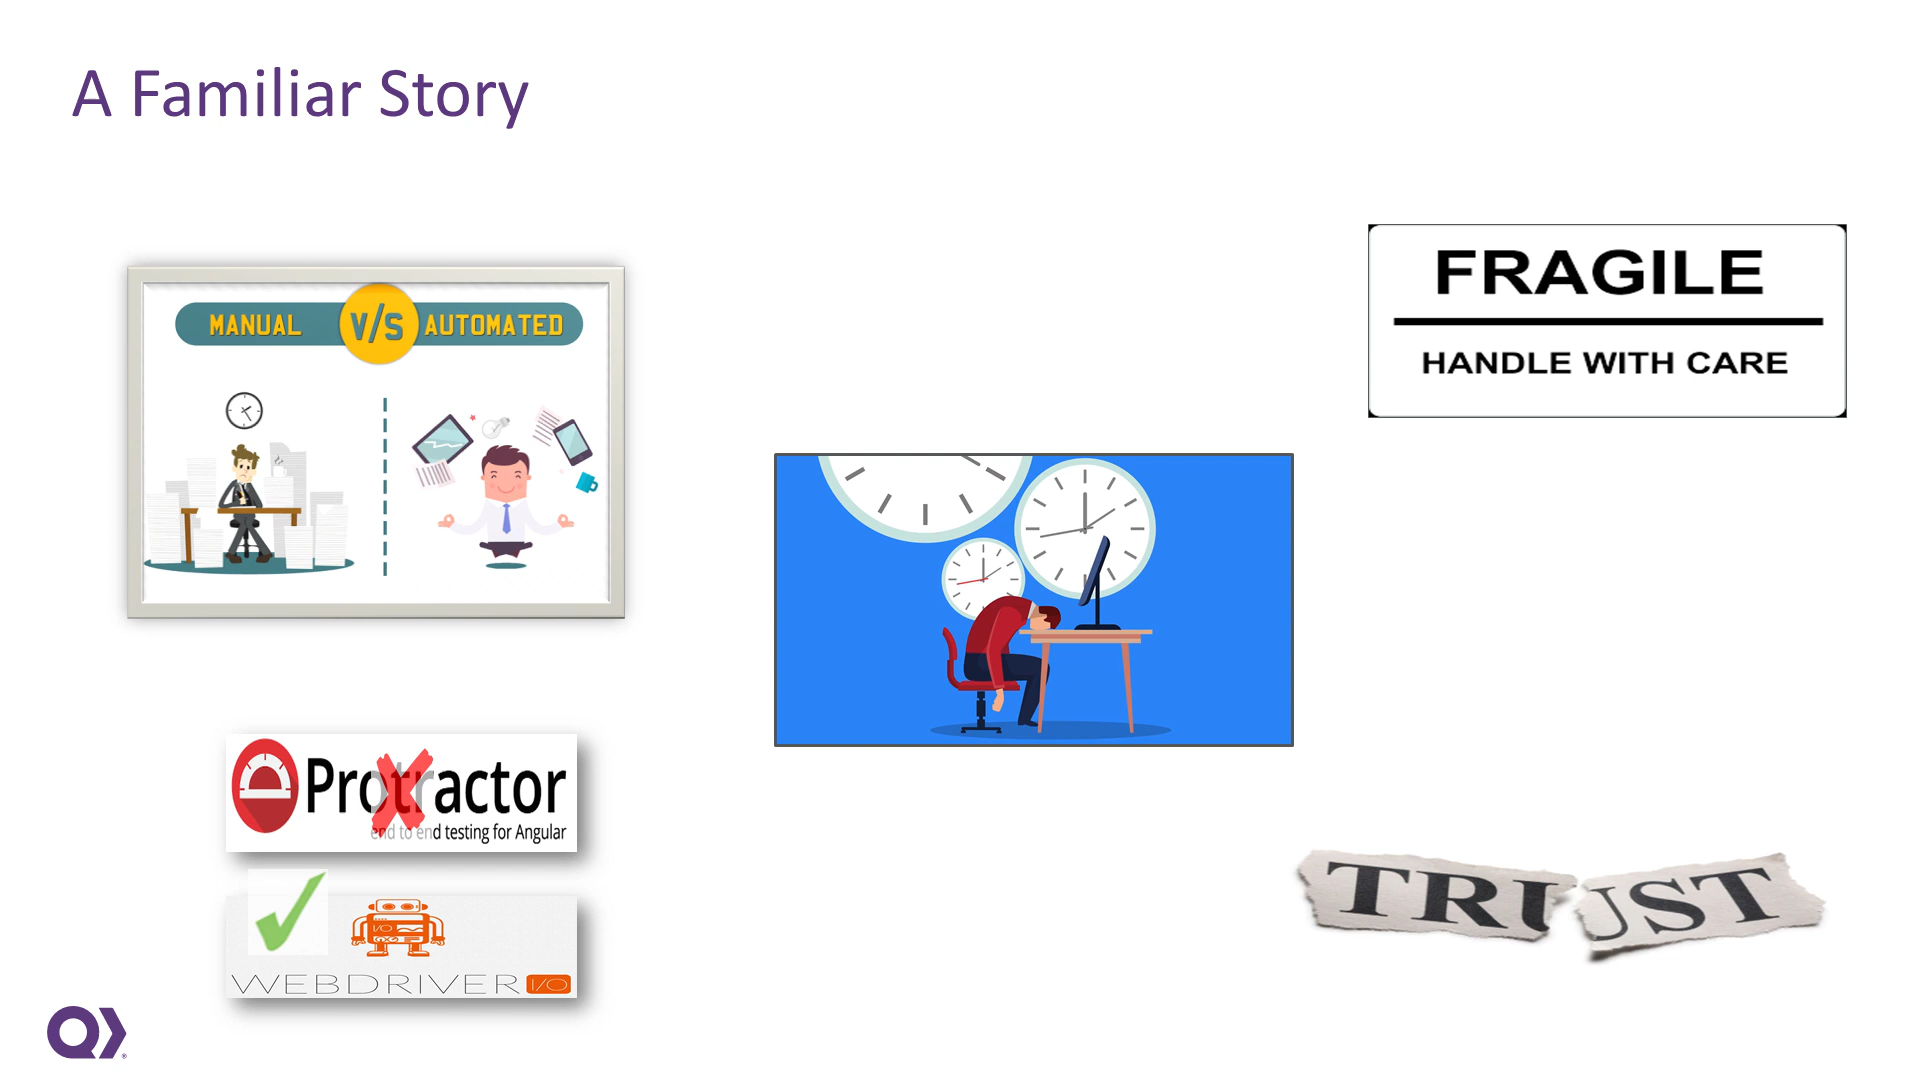 A Familiar Story
MANUAL V/S AUTOMATED
Protractor
end to end testing for Angular
WEBDRIVER I/O
I/O
FRAGILE
HANDLE WITH CARE
TRUST